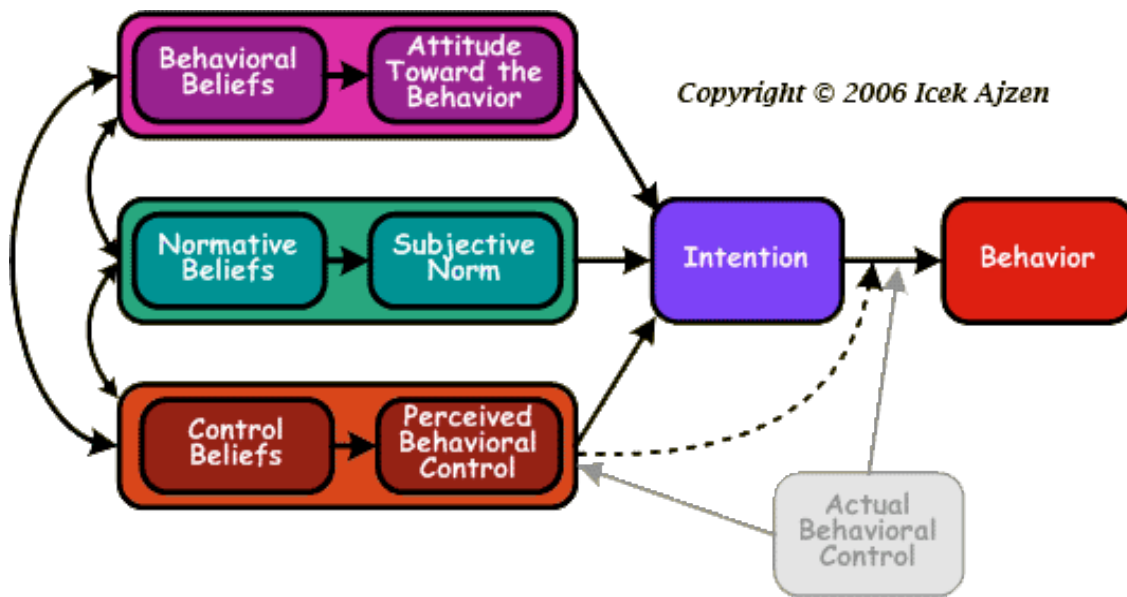 Behavioral
Beliefs
Attitude
Toward the
Behavior
Copyright © 2006 Icek Ajzen
Normative
Beliefs
Subjective
Norm
Intention
Behavior
Control
Beliefs
Perceived
Behavioral
Control
Actual
Behavioral
Control